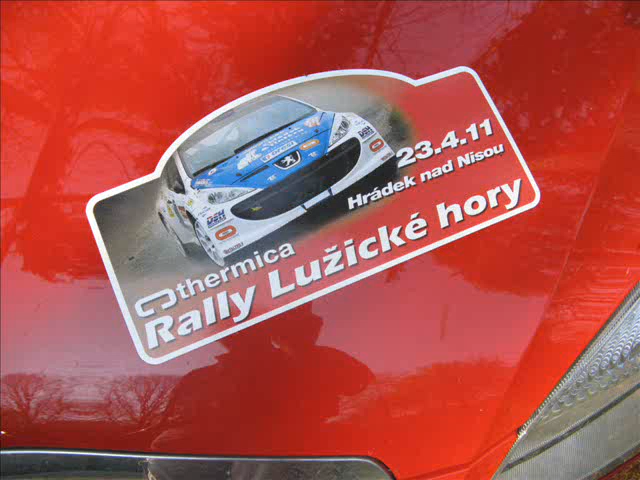 23.4.11
Hrádek nad Nisou
thermica
Rally Lužické hory